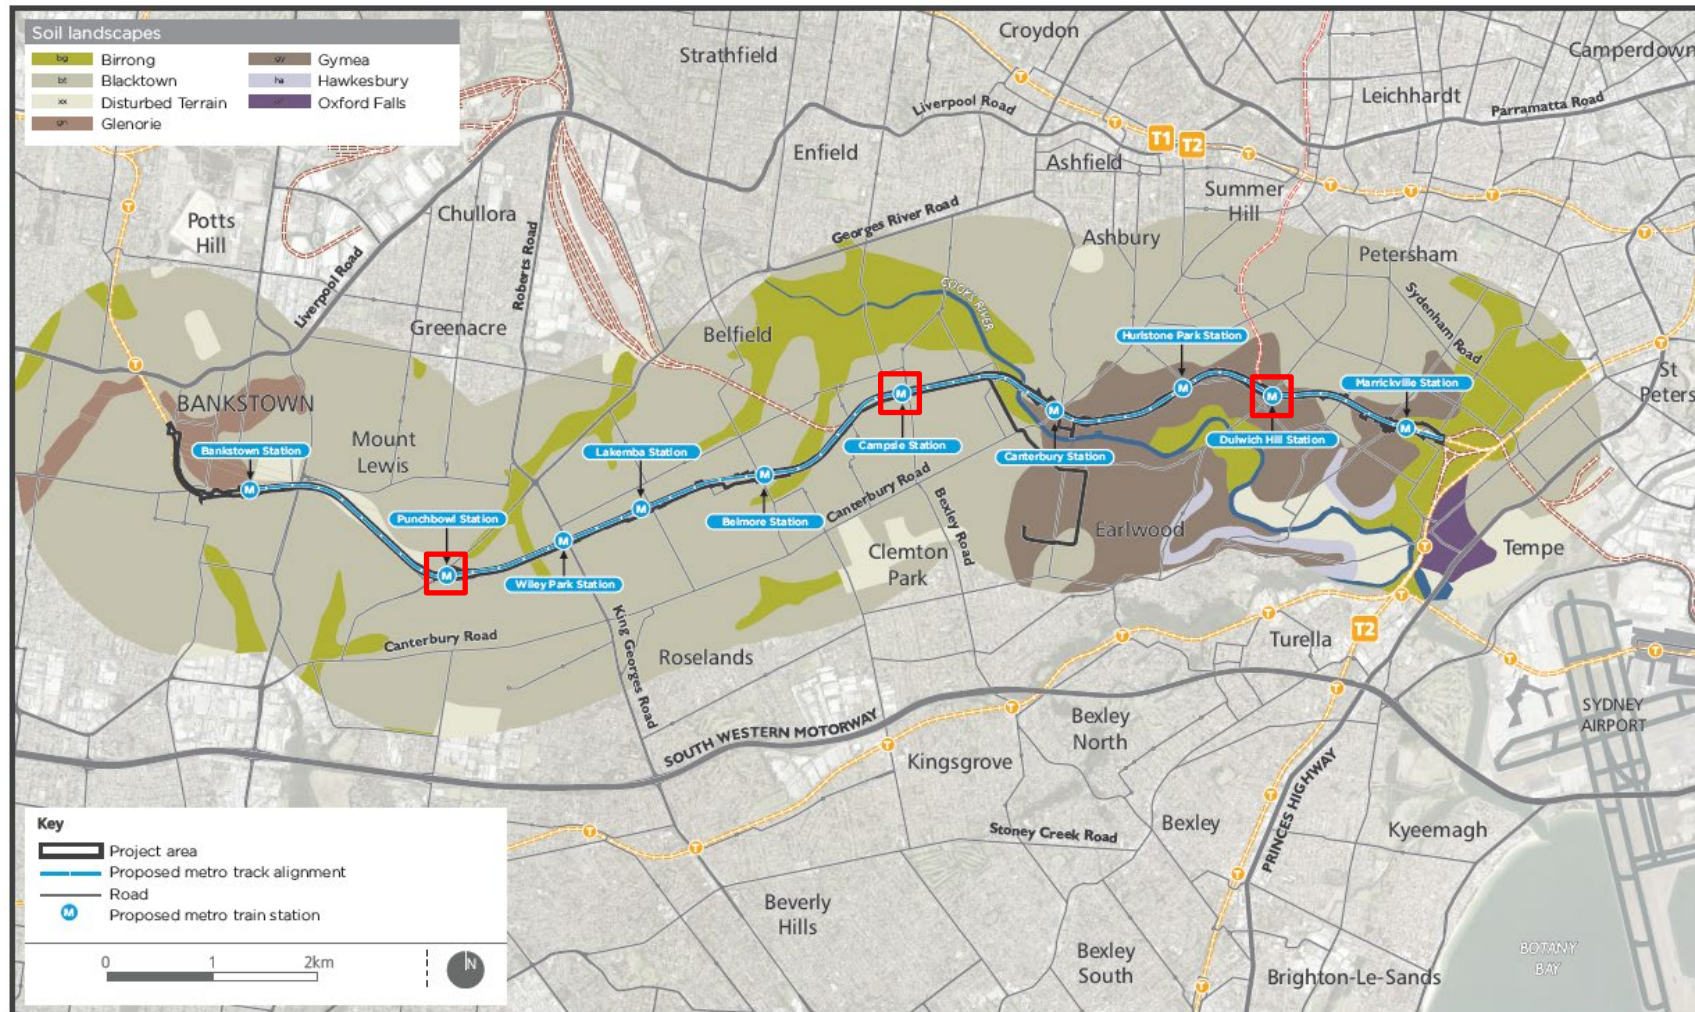 Soil landscapes
bg Birrong
bt Blacktown
xx Disturbed Terrain
gn Glenorie
gy Gymea
ha Hawkesbury
Oxford Falls
Croydon
Camperdown
Strathfield
Leichhardt
Parramatta Road
Liverpool Road
T1
T2
Enfield
Ashfield
Summer
Hill
Potts
Hill
Chullora
Georges River Road
Ashbury
Petersham
Liverpool Road
Roberts Road
COOKS RIVER
Greenacre
Belfield
Sydenham Road
Hurlstone Park Station
St
Peters
Marrickville Station
BANKSTOWN
Mount
Lewis
Bankstown Station
Lakemba Station
Campsie Station
Canterbury Station
Dulwich Hill Station
Canterbury Road
Bexley Road
Punchbowl Station
Belmore Station
Earlwood
Clemton
Park
Tempe
Wiley Park Station
King Georges Road
Canterbury Road
Roselands
Turella
T2
SOUTH WESTERN MOTORWAY
Bexley
North
SYDNEY
AIRPORT
Kingsgrove
PRINCES HIGHWAY
Stoney Creek Road
Bexley
Kyeemagh
Beverly
Hills
Bexley
South
Brighton-Le-Sands
BOTANY
BAY
Key
Project area
Proposed metro track alignment
Road
M Proposed metro train station
0 1 2km
N